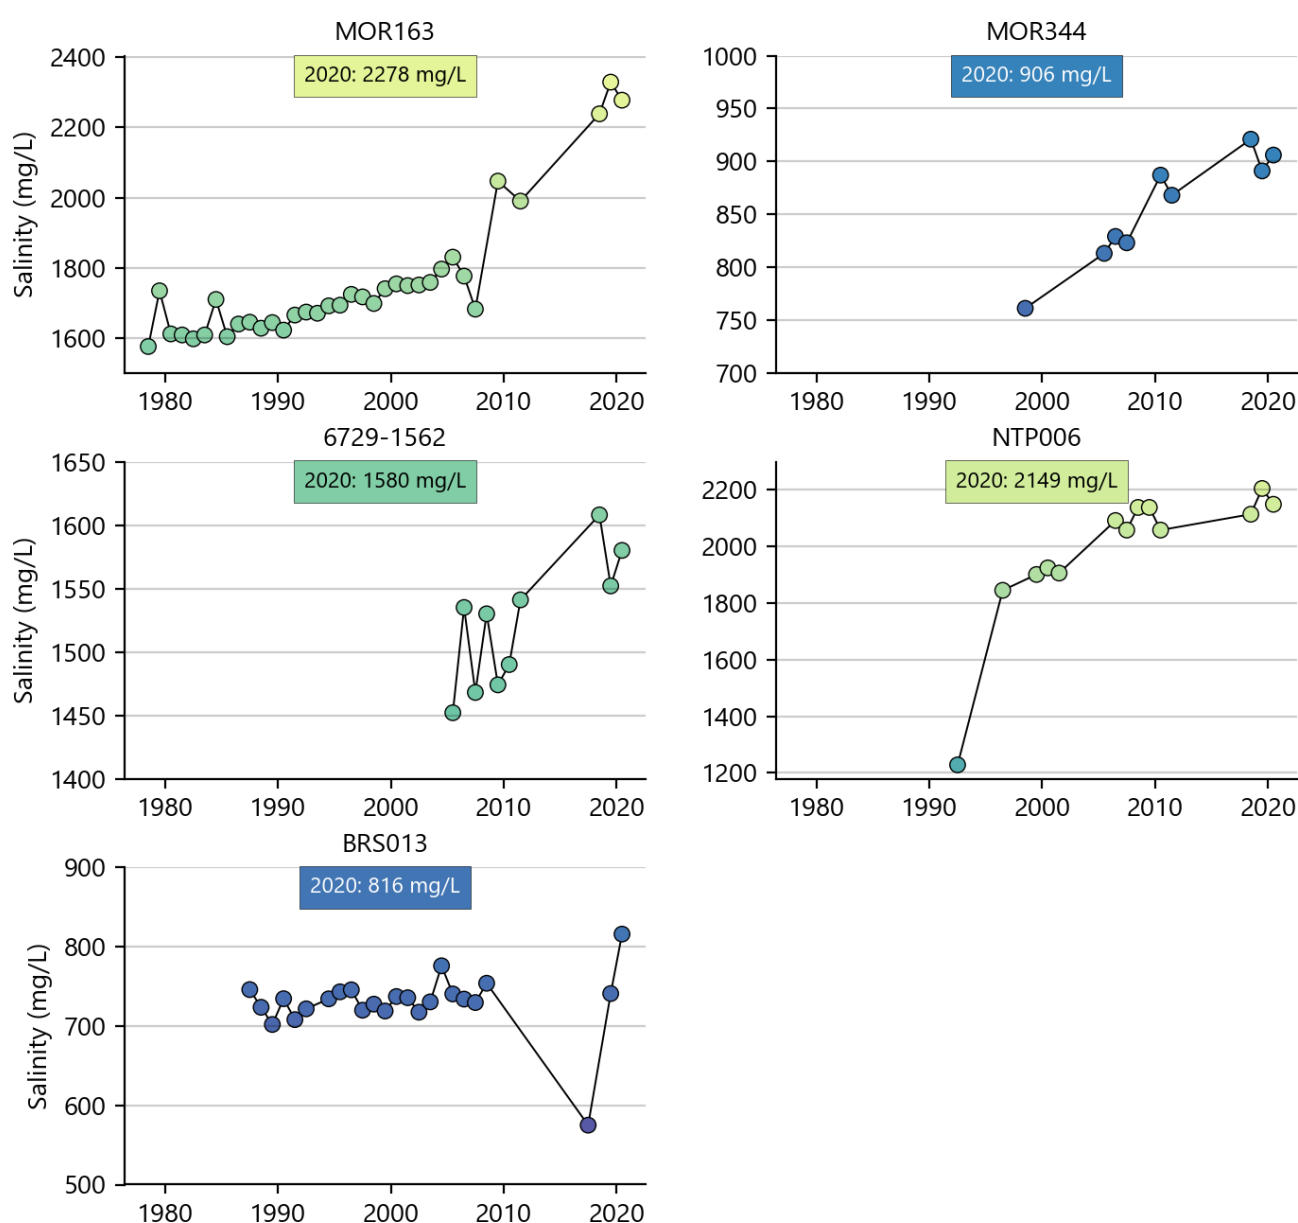 MOR163
2020: 2278 mg/L
Salinity (mg/L)
2400
2200
2000
1800
1600
1980 1990 2000 2010 2020
MOR344
2020: 906 mg/L
1000
950
900
850
800
750
700
1980 1990 2000 2010 2020
6729-1562
2020: 1580 mg/L
Salinity (mg/L)
1650
1600
1550
1500
1450
1400
1980 1990 2000 2010 2020
NTP006
2020: 2149 mg/L
2200
2000
1800
1600
1400
1200
1980 1990 2000 2010 2020
BRS013
2020: 816 mg/L
Salinity (mg/L)
900
800
700
600
500
1980 1990 2000 2010 2020